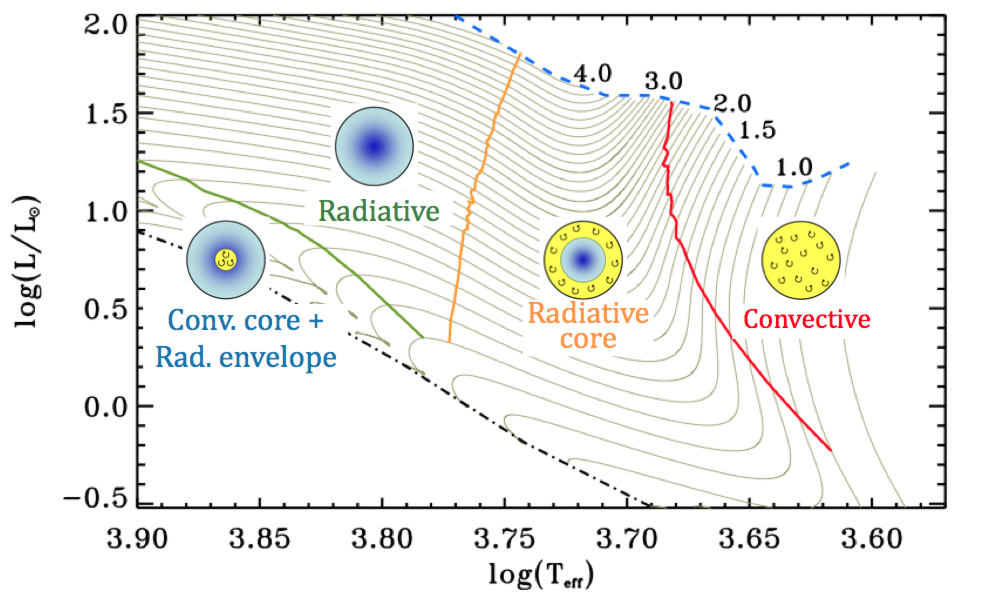 2.0
1.5
1.0
0.5
0.0
−0.5
log(L/L⊙)
4.0
3.0
2.0
1.5
1.0
Radiative
Conv. core +
Rad. envelope
Radiative
core
Convective
3.90
3.85
3.80
3.75
3.70
3.65
3.60
log(Teff)